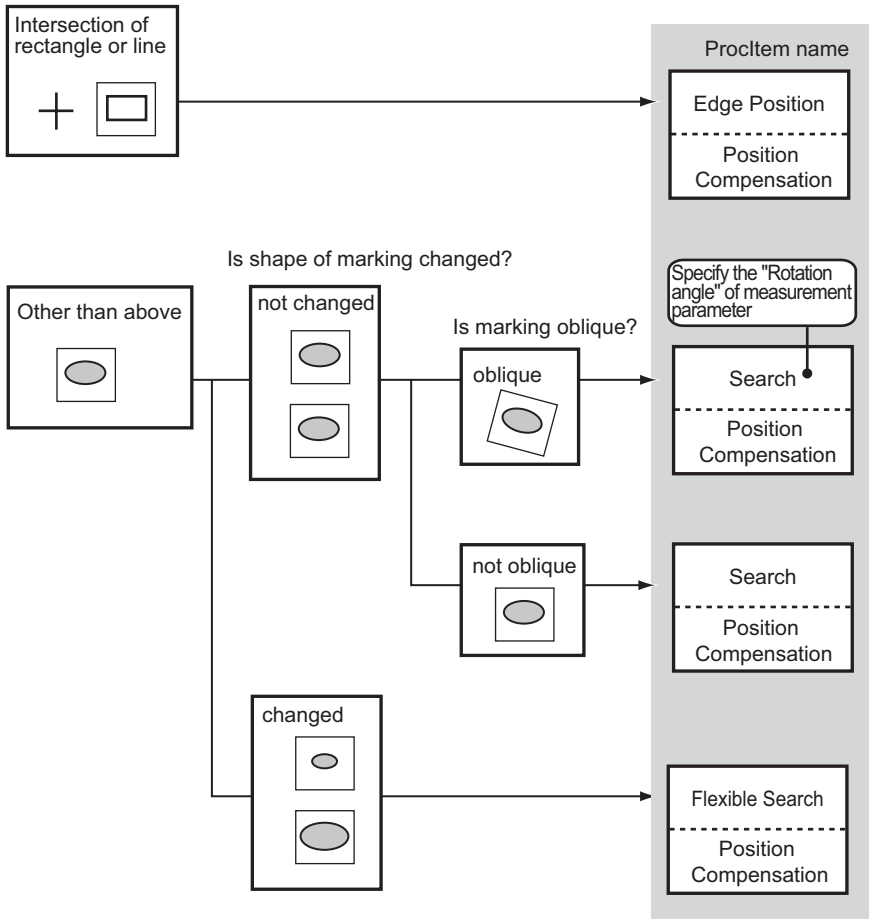 Intersection of
rectangle or line
ProcItem name
Edge Position
Position
Compensation
Is shape of marking changed?
Specify the "Rotation
angle" of measurement
parameter
Other than above
not changed
Is marking oblique?
oblique
Search
Position
Compensation
not oblique
Search
Position
Compensation
changed
Flexible Search
Position
Compensation